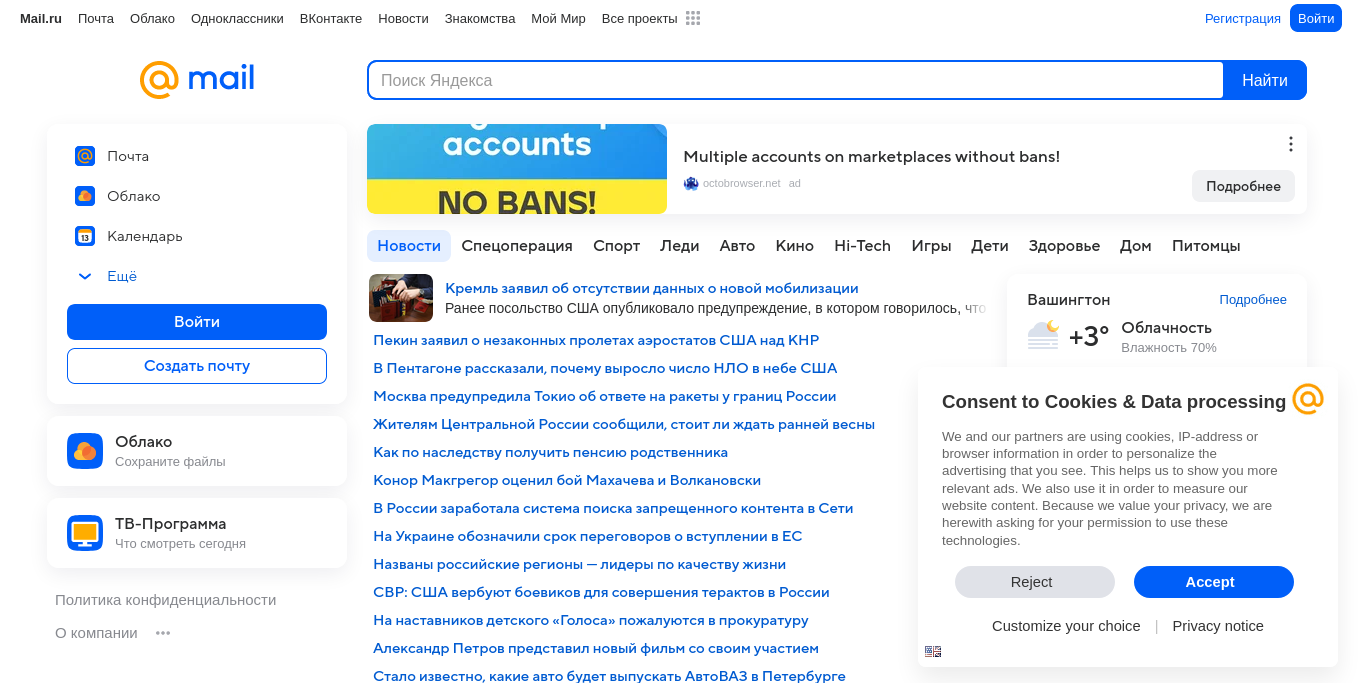 Mail.ru Почта Облако Одноклассники ВКонтакте Новости Знакомства Мой Мир Все проекты Регистрация Войти
mail
Поиск Яндекса Найти
Почта
Облако
Календарь
Ещё
Войти
Создать почту
Облако
Сохраните файлы
ТВ-Программа
Что смотреть сегодня
Политика конфиденциальности
О компании
accounts
NO BANS!
Multiple accounts on marketplaces without bans!
octobrowser.net ad
Подробнее
Новости Спецоперация Спорт Леди Авто Кино Hi-Tech Игры Дети Здоровье Дом Питомцы
Кремль заявил об отсутствии данных о новой мобилизации
Ранее посольство США опубликовало предупреждение, в котором говорилось, что
Пекин заявил о незаконных пролетах аэростатов США над КНР
В Пентагоне рассказали, почему выросло число НЛО в небе США
Москва предупредила Токио об ответе на ракеты у границ России
Жителям Центральной России сообщили, стоит ли ждать ранней весны
Как по наследству получить пенсию родственника
Конор Макгрегор оценил бой Махачева и Волкановски
В России заработала система поиска запрещенного контента в Сети
На Украине обозначили срок переговоров о вступлении в ЕС
Названы российские регионы — лидеры по качеству жизни
СВР: США вербуют боевиков для совершения терактов в России
На наставников детского «Голоса» пожалуются в прокуратуру
Александр Петров представил новый фильм со своим участием
Стало известно, какие авто будет выпускать АвтоВАЗ в Петербурге
Вашингтон Подробнее
+3° Облачность
Влажность 70%
Consent to Cookies & Data processing
We and our partners are using cookies, IP-address or
browser information in order to personalize the
advertising that you see. This helps us to show you more
relevant ads. We also use it in order to measure our
website content. Because we value your privacy, we are
herewith asking for your permission to use these
technologies.
Reject Accept
Customize your choice | Privacy notice